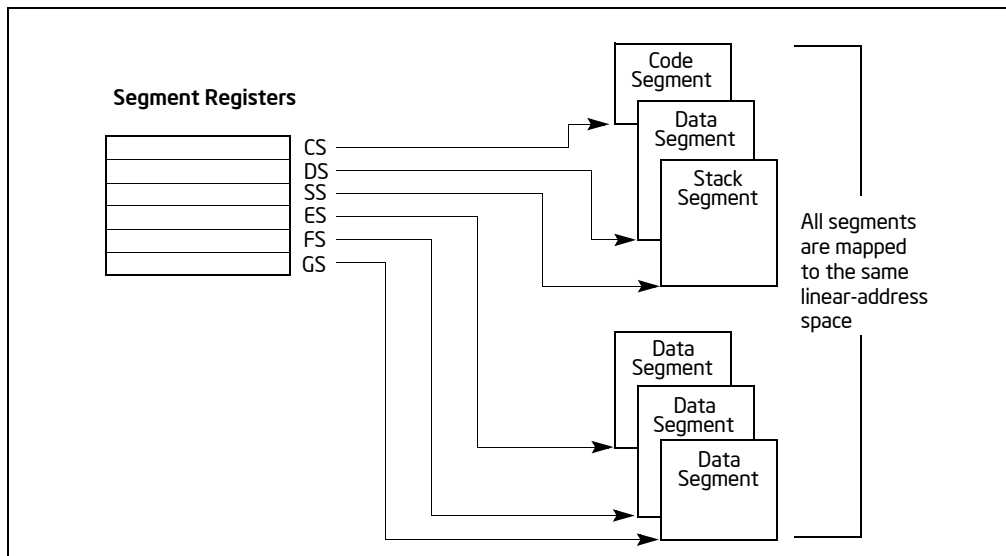 Segment Registers
CS
DS
SS
ES
FS
GS
Code
Segment
Data
Segment
Stack
Segment
Data
Segment
Data
Segment
Data
Segment
All segments
are mapped
to the same
linear-address
space